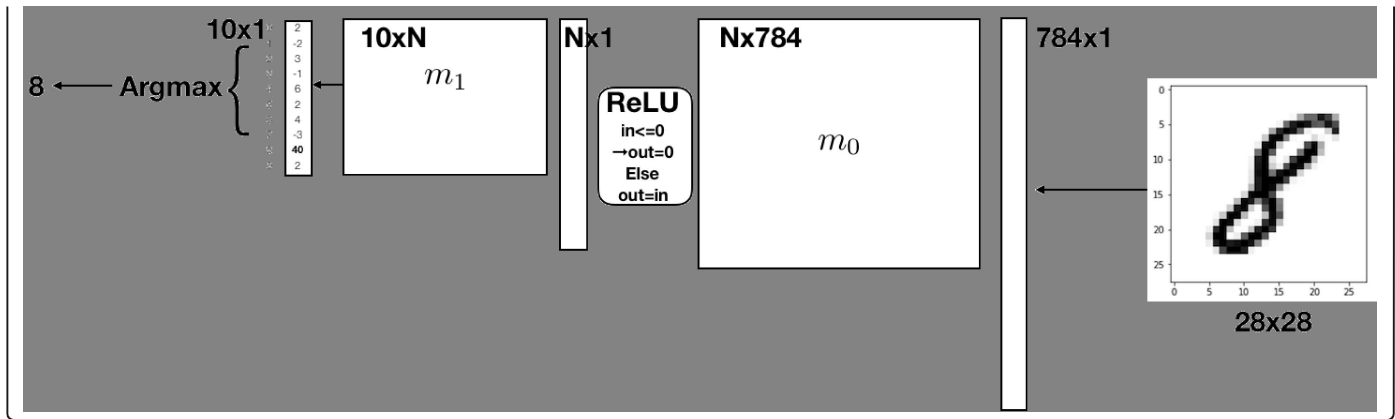 10x1
2
-2
3
-1
6
2
4
-3
40
2
8
Argmax
10xN
m₁
Nx1
ReLU
in<=0
→out=0
Else
out=in
Nx784
m₀
784x1
0
5
10
15
20
25
0 5 10 15 20 25
28x28